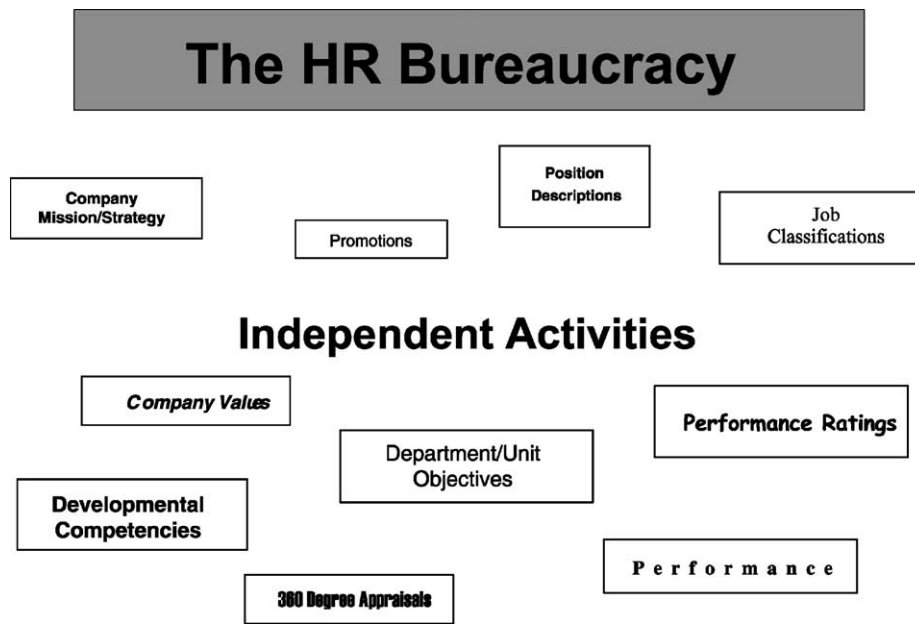 The HR Bureaucracy
Company
Mission/Strategy
Promotions
Position
Descriptions
Job
Classifications
Independent Activities
Company Values
Performance Ratings
Department/Unit
Objectives
Developmental
Competencies
Performance
360 Degree Appraisals